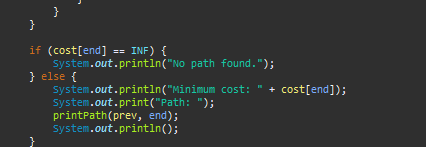 }
}
if (cost[end] == INF) {
System.out.println("No path found.");
} else {
System.out.println("Minimum cost: " + cost[end]);
System.out.print("Path: ");
printPath(prev, end);
System.out.println();
}